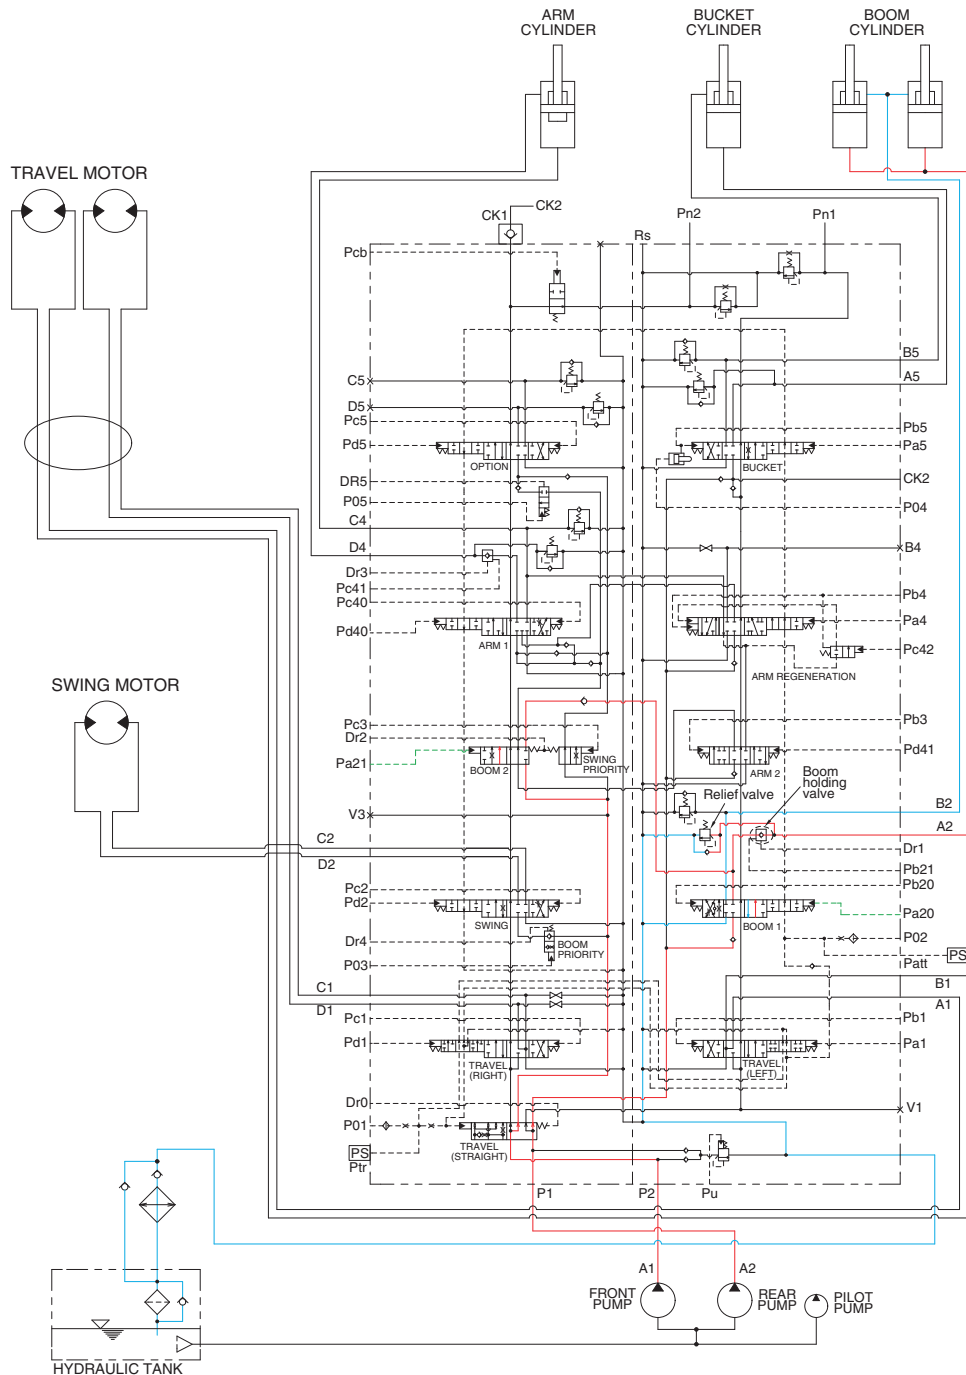 ARM
CYLINDER
BUCKET
CYLINDER
BOOM
CYLINDER
TRAVEL MOTOR
CK1
CK2
Pn2
Pn1
Rs
Pcb
B5
C5
A5
D5
Pc5
Pb5
Pd5
Pa5
OPTION
BUCKET
DR5
CK2
P05
P04
C4
D4
B4
Dr3
Pc41
Pc40
Pb4
Pd40
Pa4
ARM 1
Pc42
ARM REGENERATION
SWING MOTOR
Pc3
Pb3
Dr2
Pd41
Pa21
BOOM 2
SWING
PRIORITY
ARM 2
Boom
holding
valve
Relief valve
B2
V3
A2
C2
D2
Dr1
Pb21
Pc2
Pb20
Pd2
Pa20
SWING
BOOM 1
Dr4
P02
BOOM
PRIORITY
PS
P03
Patt
C1
B1
D1
A1
Pc1
Pb1
Pd1
Pa1
TRAVEL
(RIGHT)
TRAVEL
(LEFT)
Dr0
V1
P01
TRAVEL
(STRAIGHT)
PS
Ptr
P1
P2
Pu
A1
A2
FRONT
PUMP
REAR
PUMP
PILOT
PUMP
HYDRAULIC TANK